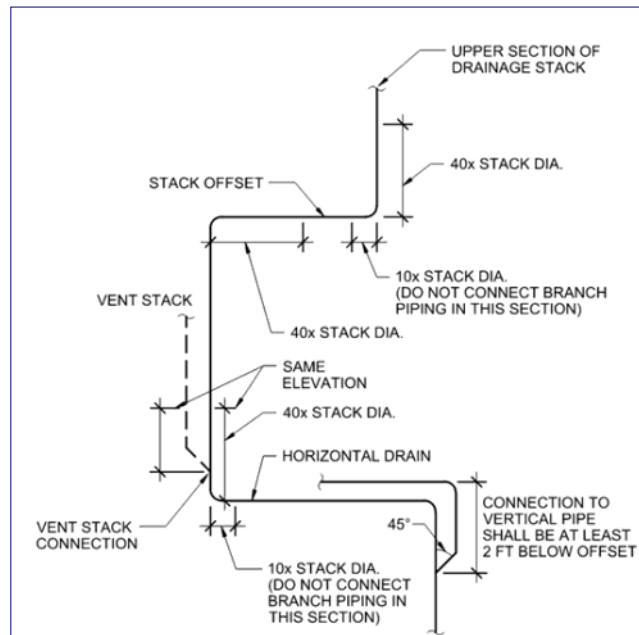 UPPER SECTION OF
DRAINAGE STACK
40x STACK DIA.
STACK OFFSET
10x STACK DIA.
(DO NOT CONNECT BRANCH
PIPING IN THIS SECTION)
VENT STACK
40x STACK DIA.
SAME
ELEVATION
40x STACK DIA.
HORIZONTAL DRAIN
CONNECTION TO
VERTICAL PIPE
SHALL BE AT LEAST
2 FT BELOW OFFSET
45°
VENT STACK
CONNECTION
10x STACK DIA.
(DO NOT CONNECT
BRANCH PIPING IN
THIS SECTION)